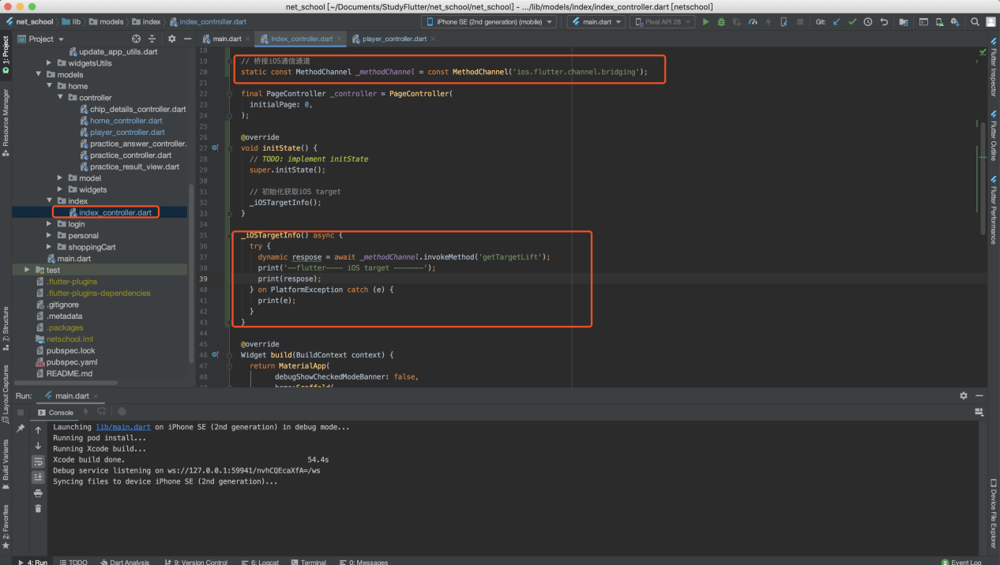 net_school [~/Documents/StudyFlutter/net_school/net_school] - .../lib/models/index/index_controller.dart [netschool]
net_school lib models index index_controller.dart iPhone SE (2nd generation) (mobile) main.dart Pixel API 28 Git:
Project main.dart index_controller.dart player_controller.dart
update_app_utils.dart
widgetsUtils
models
home
controller
chip_details_controller.dart
home_controller.dart
player_controller.dart
practice_answer_controller.
practice_controller.dart
practice_result_view.dart
model
widgets
index
index_controller.dart
login
personal
shoppingCart
main.dart
test
.flutter-plugins
.flutter-plugins-dependencies
.gitignore
.metadata
.packages
netschool.iml
pubspec.lock
pubspec.yaml
README.md
18
19 // 桥接iOS通信通道
20 static const MethodChannel _methodChannel = const MethodChannel('ios.flutter.channel.bridging');
21
22 final PageController _controller = PageController(
23 initialPage: 0,
24 );
25
26 @override
27 void initState() {
28 // TODO: implement initState
29 super.initState();
30
31 // 初始化获取iOS target
32 _iOSTargetInfo();
33 }
34
35 _iOSTargetInfo() async {
36 try {
37 dynamic respose = await _methodChannel.invokeMethod('getTargetLift');
38 print('--flutter---- iOS target -------');
39 print(respose);
40 } on PlatformException catch (e) {
41 print(e);
42 }
43 }
44
45 @override
46 Widget build(BuildContext context) {
47 return MaterialApp(
48 debugShowCheckedModeBanner: false,
49 home:Scaffold(
1: Project
Resource Manager
7: Structure
Layout Captures
Build Variants
2: Favorites
Flutter Inspector
Flutter Outline
Flutter Performance
Device File Explorer
Run: main.dart
Console
Launching lib/main.dart on iPhone SE (2nd generation) in debug mode...
Running pod install...
Running Xcode build...
Xcode build done. 54.4s
Debug service listening on ws://127.0.0.1:59941/nvhCQEcaXfA=/ws
Syncing files to device iPhone SE (2nd generation)...
4: Run TODO Dart Analysis 9: Version Control 6: Logcat Terminal 0: Messages 2 Event Log